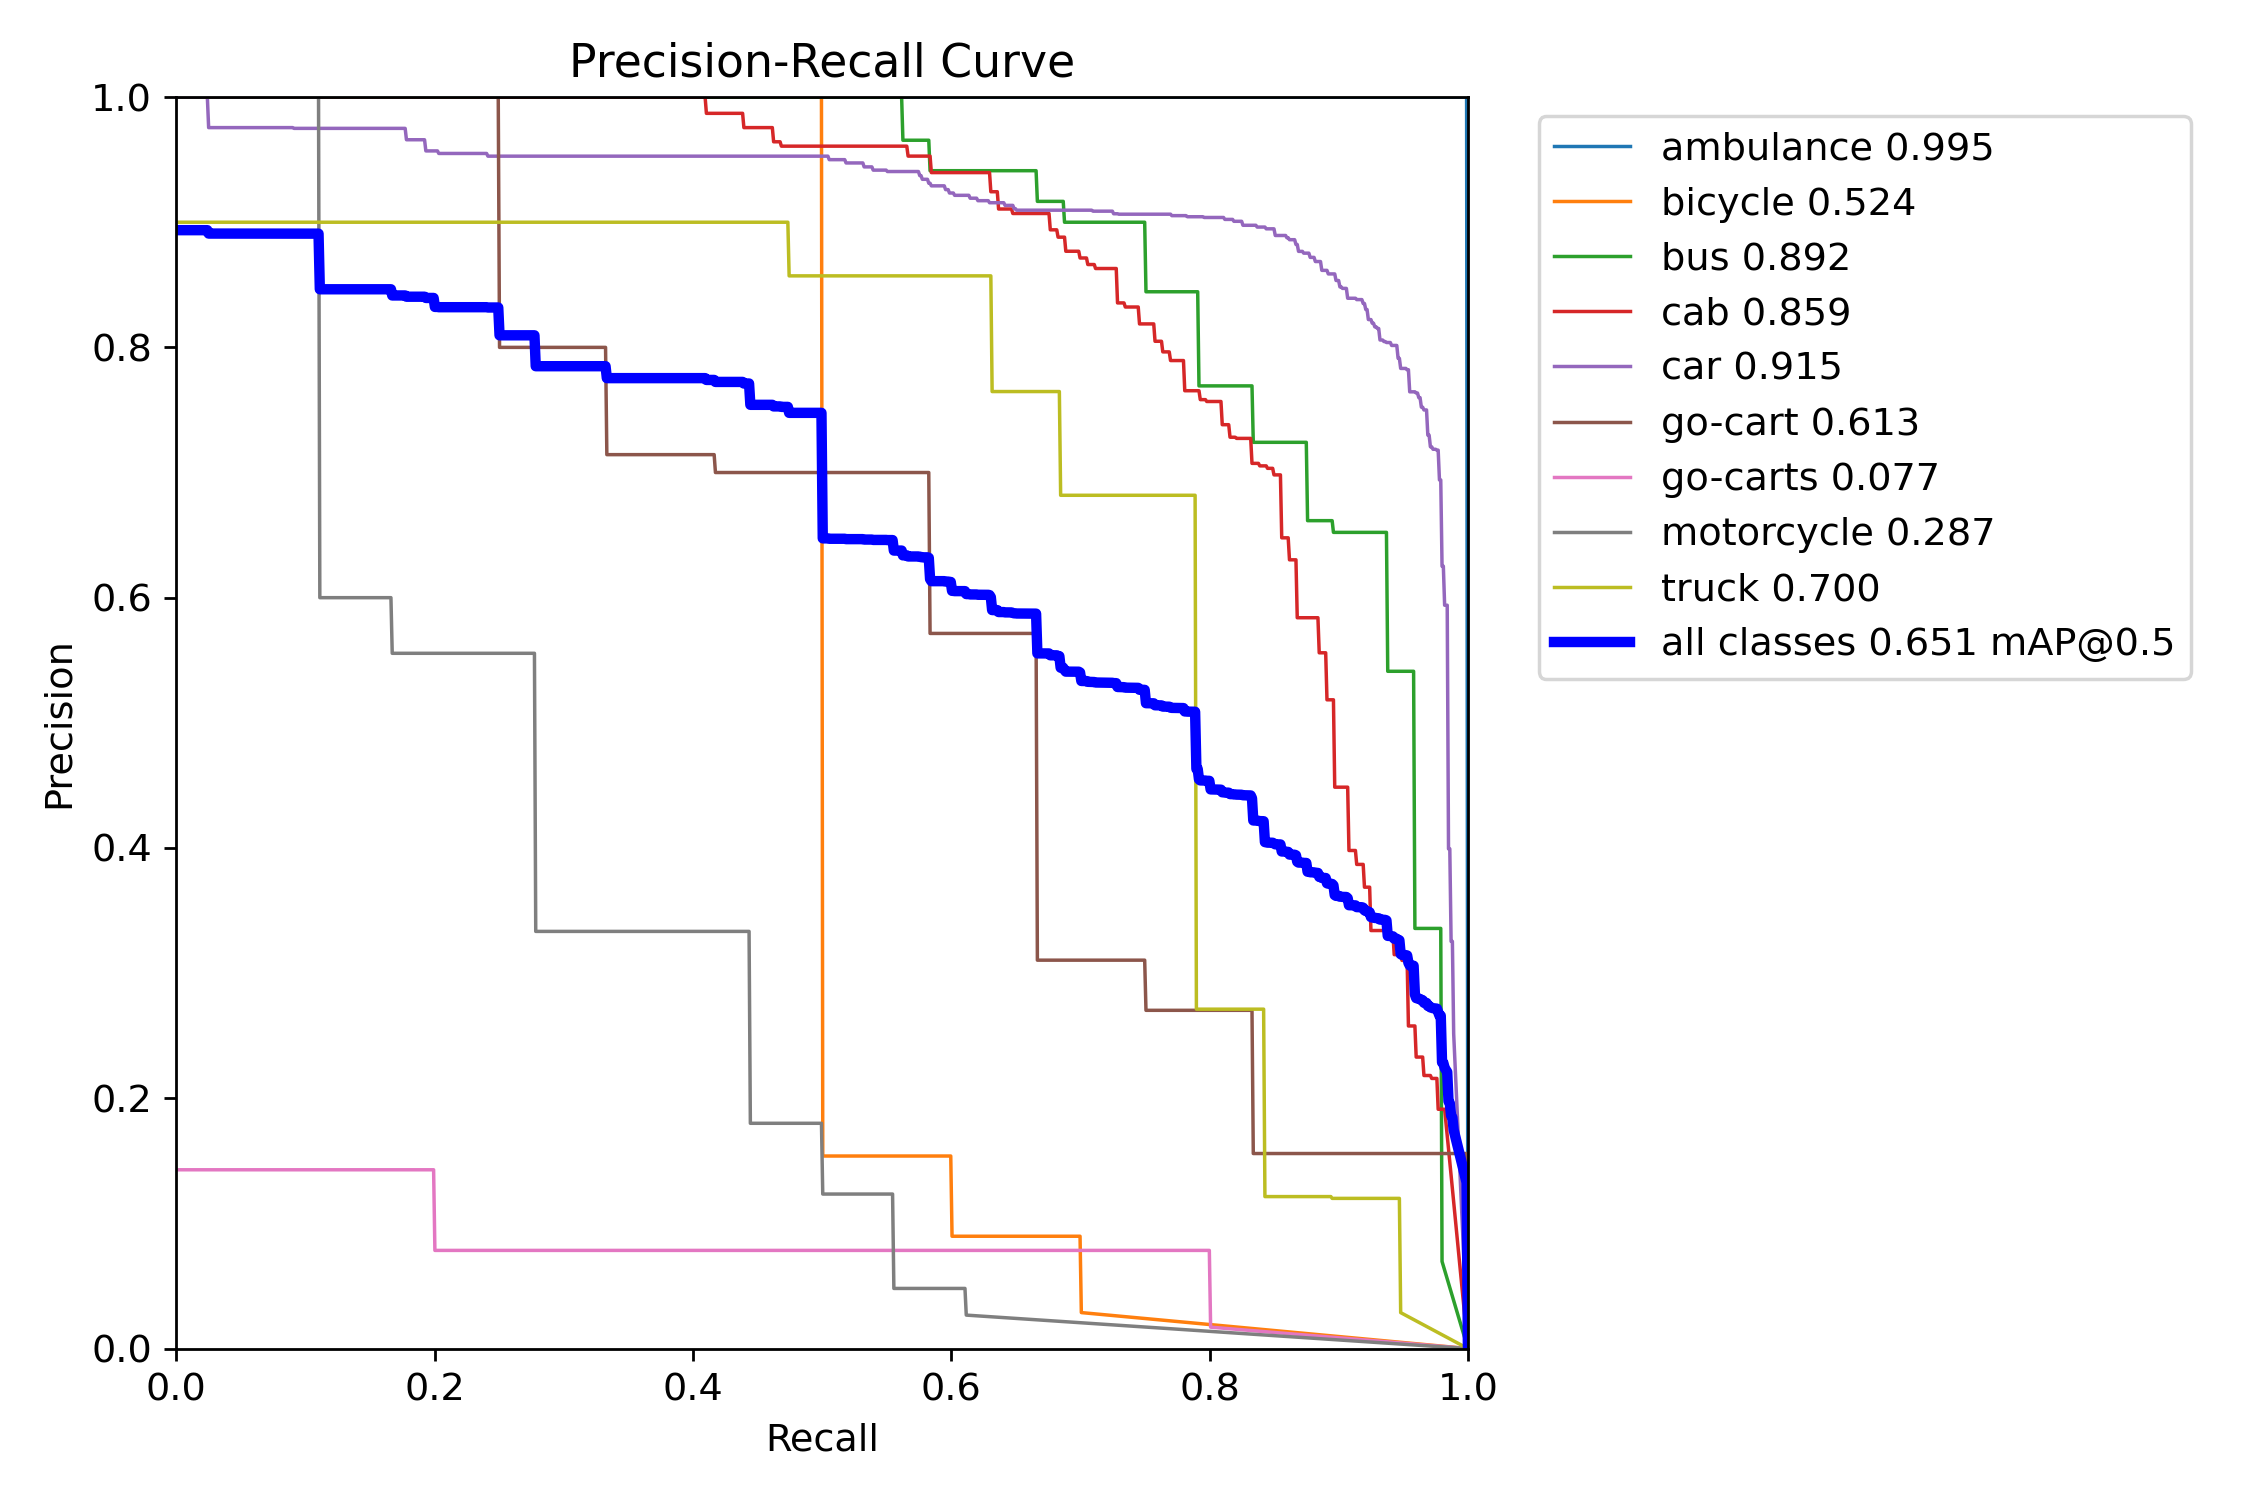 Precision-Recall Curve
1.0
0.8
0.6
0.4
0.2
0.0
Precision
0.0 0.2 0.4 0.6 0.8 1.0
Recall
ambulance 0.995
bicycle 0.524
bus 0.892
cab 0.859
car 0.915
go-cart 0.613
go-carts 0.077
motorcycle 0.287
truck 0.700
all classes 0.651 mAP@0.5